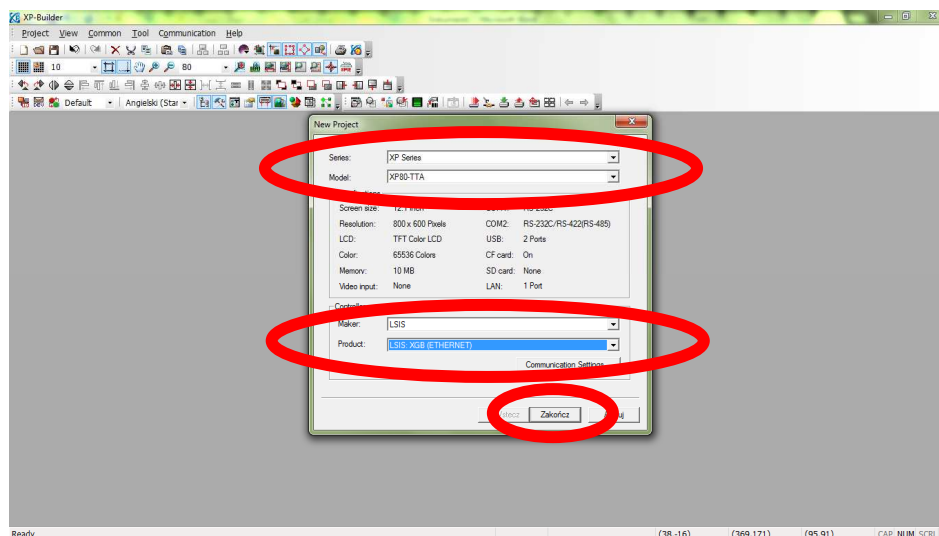 XP-Builder
Project View Common Tool Communication Help
10 80
Default Angielski (Star
New Project
Series: XP Series
Model: XP80-TTA
Screen size: 12.1 inch RS-232C
Resolution: 800 x 600 Pixels COM2: RS-232C/RS-422(RS-485)
LCD: TFT Color LCD USB: 2 Ports
Color: 65536 Colors CF card: On
Memory: 10 MB SD card: None
Video input: None LAN: 1 Port
Controller
Maker: LSIS
Product: LSIS: XGB (ETHERNET)
Communication Settings...
Zakończ
Ready (38,-16) (369,171) (95,91) CAP NUM SCRL